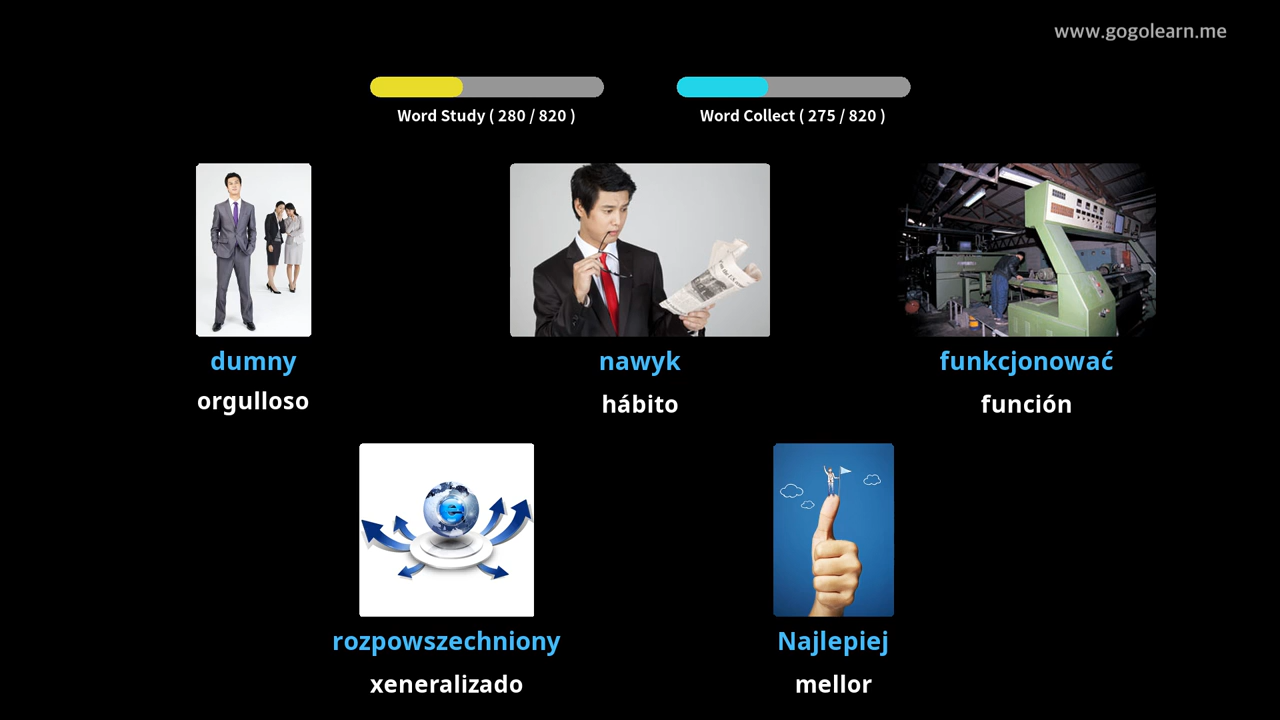 www.gogolearn.me
Word Study ( 280 / 820 )
Word Collect ( 275 / 820 )
dumny
nawyk
funkcjonować
orgulloso
hábito
función
rozpowszechniony
Najlepiej
xeneralizado
mellor